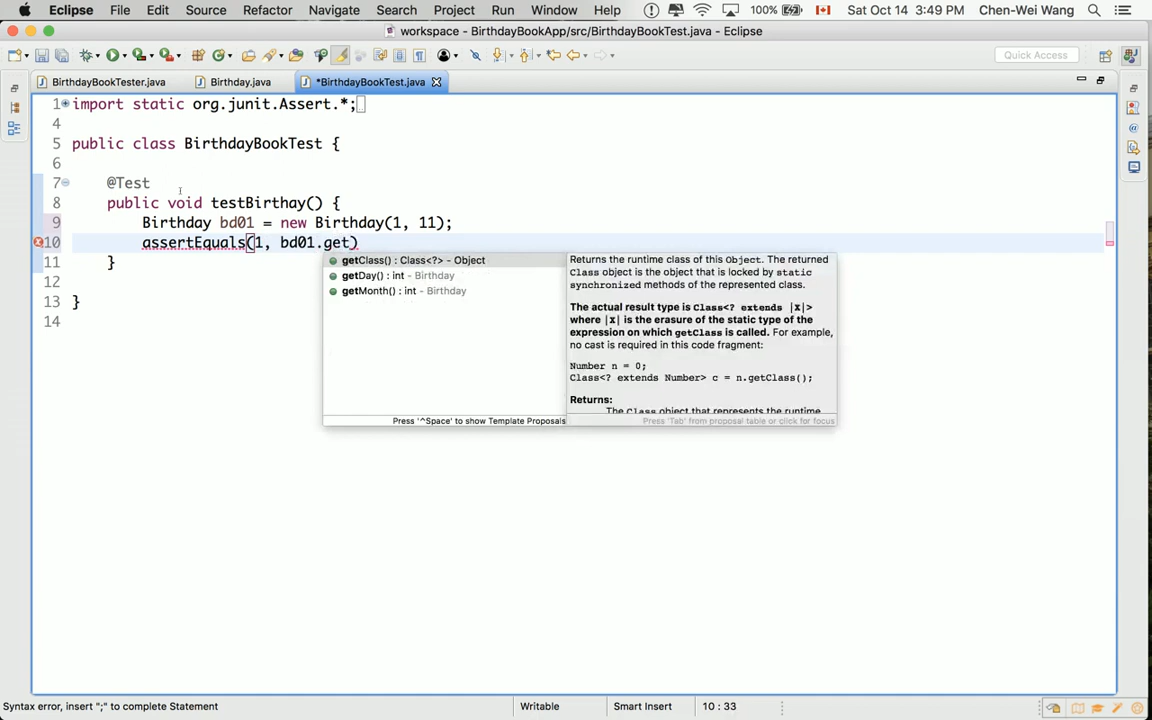 Eclipse File Edit Source Refactor Navigate Search Project Run Window Help 100% Sat Oct 14 3:49 PM Chen-Wei Wang
workspace - BirthdayBookApp/src/BirthdayBookTest.java - Eclipse
Quick Access
BirthdayBookTester.java Birthday.java *BirthdayBookTest.java
1 import static org.junit.Assert.*;
4
5 public class BirthdayBookTest {
6
7 @Test
8 public void testBirthay() {
9 Birthday bd01 = new Birthday(1, 11);
10 assertEquals(1, bd01.get)
11 }
12
13 }
14
getClass() : Class<?> - Object
getDay() : int - Birthday
getMonth() : int - Birthday
Press '^Space' to show Template Proposals
Returns the runtime class of this Object. The returned
Class object is the object that is locked by static
synchronized methods of the represented class.
The actual result type is Class<? extends |X|>
where |X| is the erasure of the static type of the
expression on which getClass is called. For example,
no cast is required in this code fragment:
Number n = 0;
Class<? extends Number> c = n.getClass();
Returns:
The Class object that represents the runtime
Press 'Tab' from proposal table or click for focus
Syntax error, insert ";" to complete Statement Writable Smart Insert 10 : 33